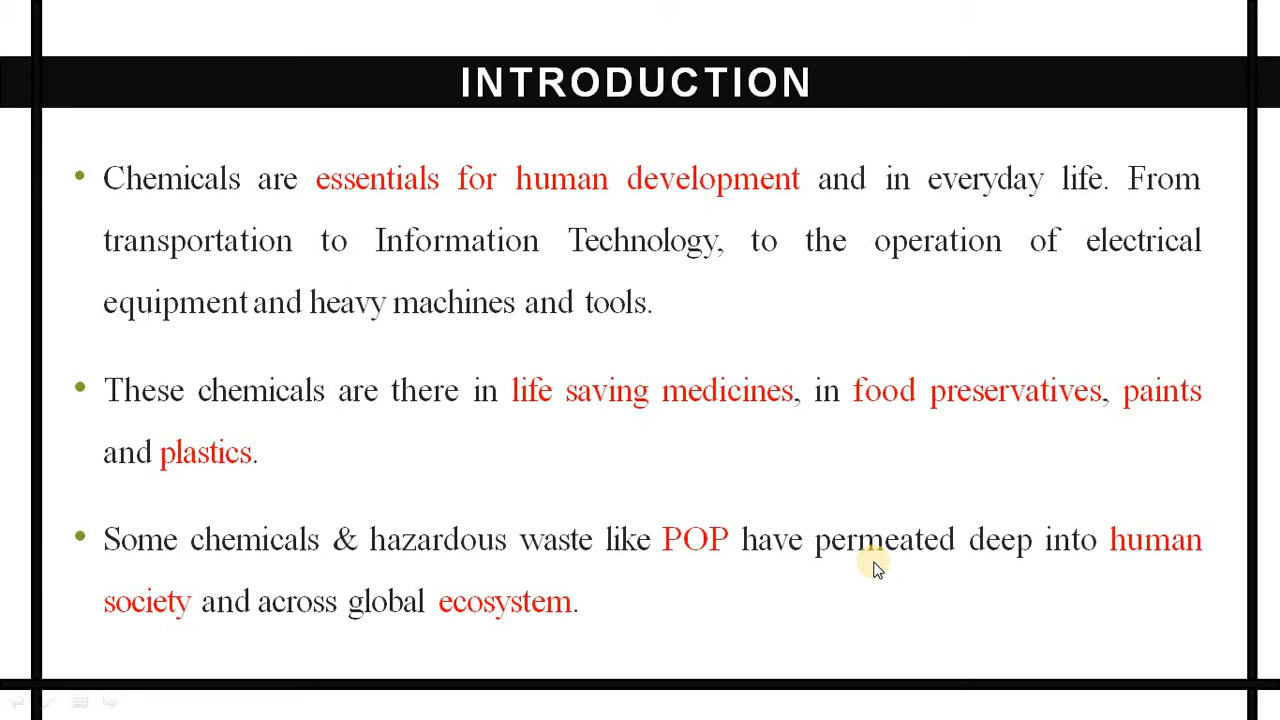 INTRODUCTION
• Chemicals are essentials for human development and in everyday life. From
transportation to Information Technology, to the operation of electrical
equipment and heavy machines and tools.
• These chemicals are there in life saving medicines, in food preservatives, paints
and plastics.
• Some chemicals & hazardous waste like POP have permeated deep into human
society and across global ecosystem.